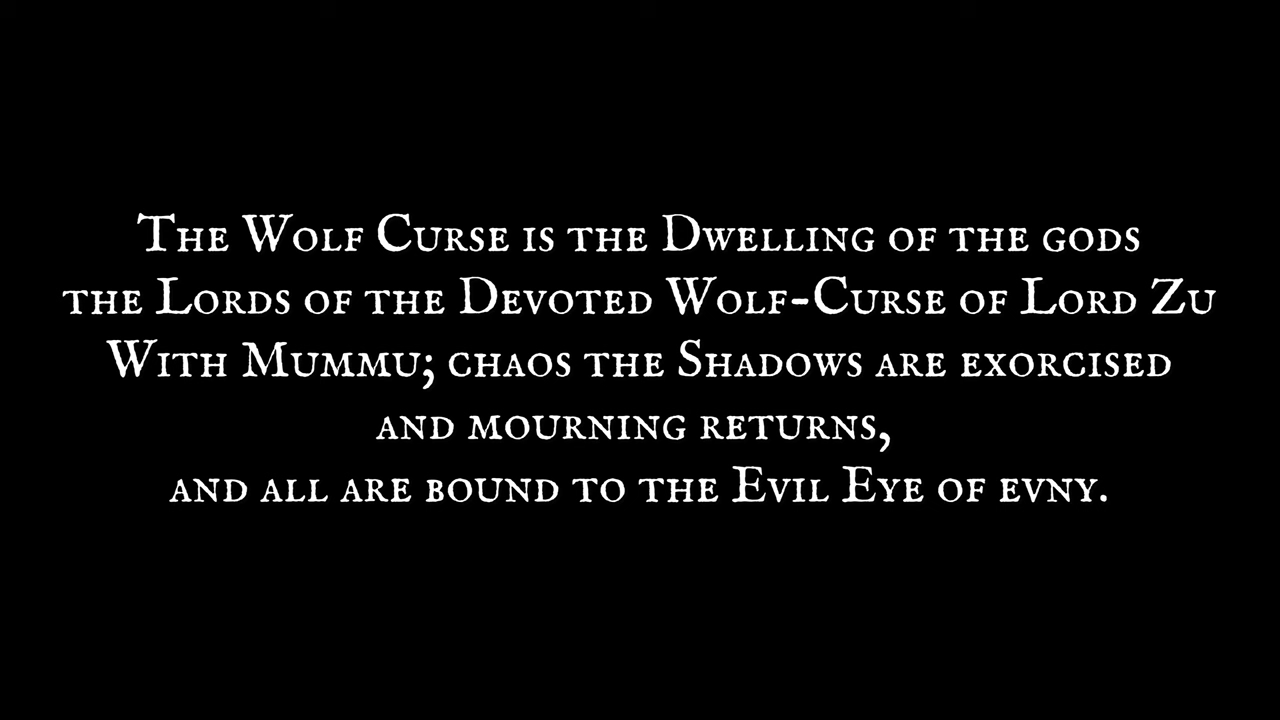 The Wolf Curse is the Dwelling of the gods
the Lords of the Devoted Wolf-Curse of Lord Zu
With Mummu; chaos the Shadows are exorcised
and mourning returns,
and all are bound to the Evil Eye of evny.